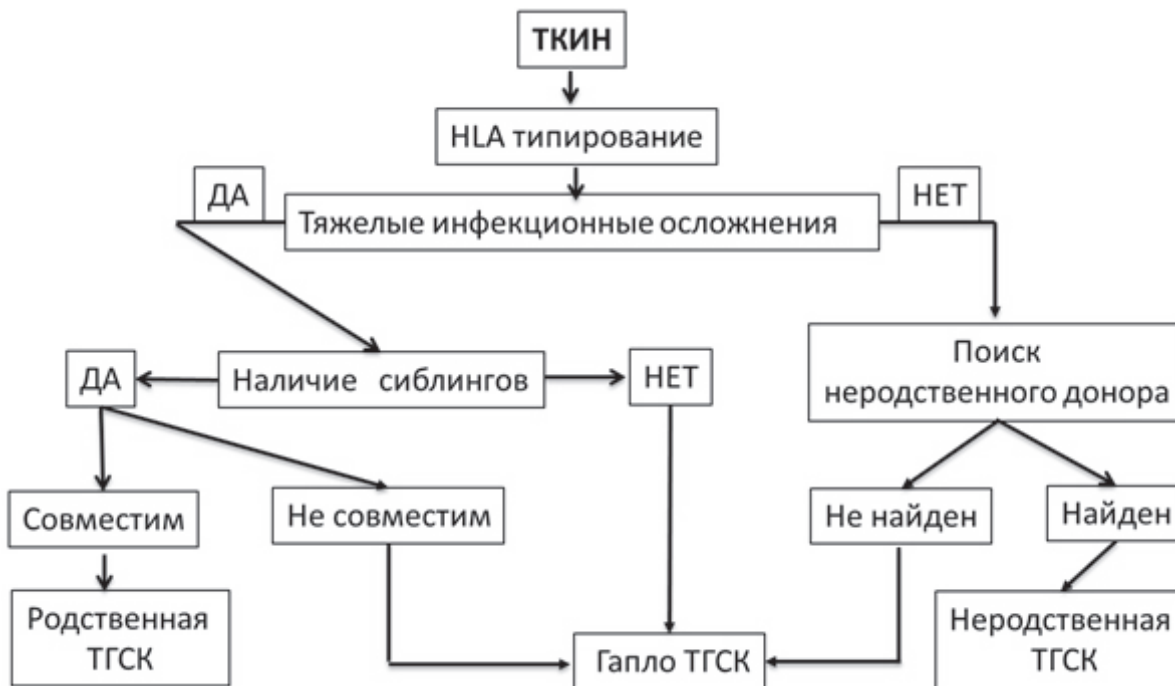 ТКИН
HLA типирование
ДА
НЕТ
Тяжелые инфекционные осложнения
ДА
Наличие сиблингов
НЕТ
Поиск
неродственного донора
Совместим
Не совместим
Не найден
Найден
Родственная
ТГСК
Гапло ТГСК
Неродственная
ТГСК